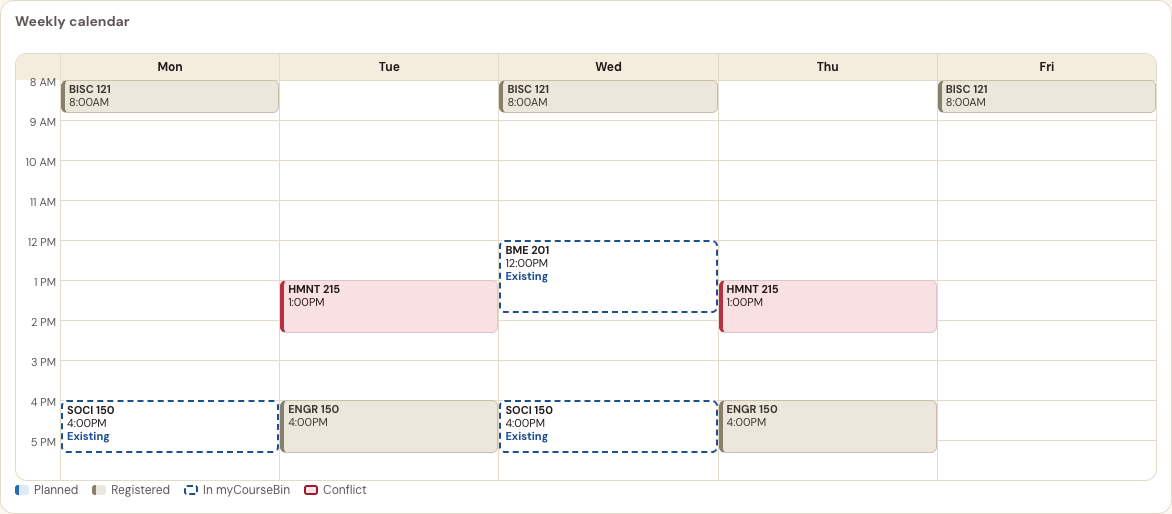 Weekly calendar
Mon Tue Wed Thu Fri
8 AM
BISC 121
8:00AM
BISC 121
8:00AM
BISC 121
8:00AM
9 AM
10 AM
11 AM
12 PM
BME 201
12:00PM
Existing
1 PM
HMNT 215
1:00PM
HMNT 215
1:00PM
2 PM
3 PM
4 PM
SOCI 150
4:00PM
Existing
ENGR 150
4:00PM
SOCI 150
4:00PM
Existing
ENGR 150
4:00PM
5 PM
Planned Registered In myCourseBin Conflict